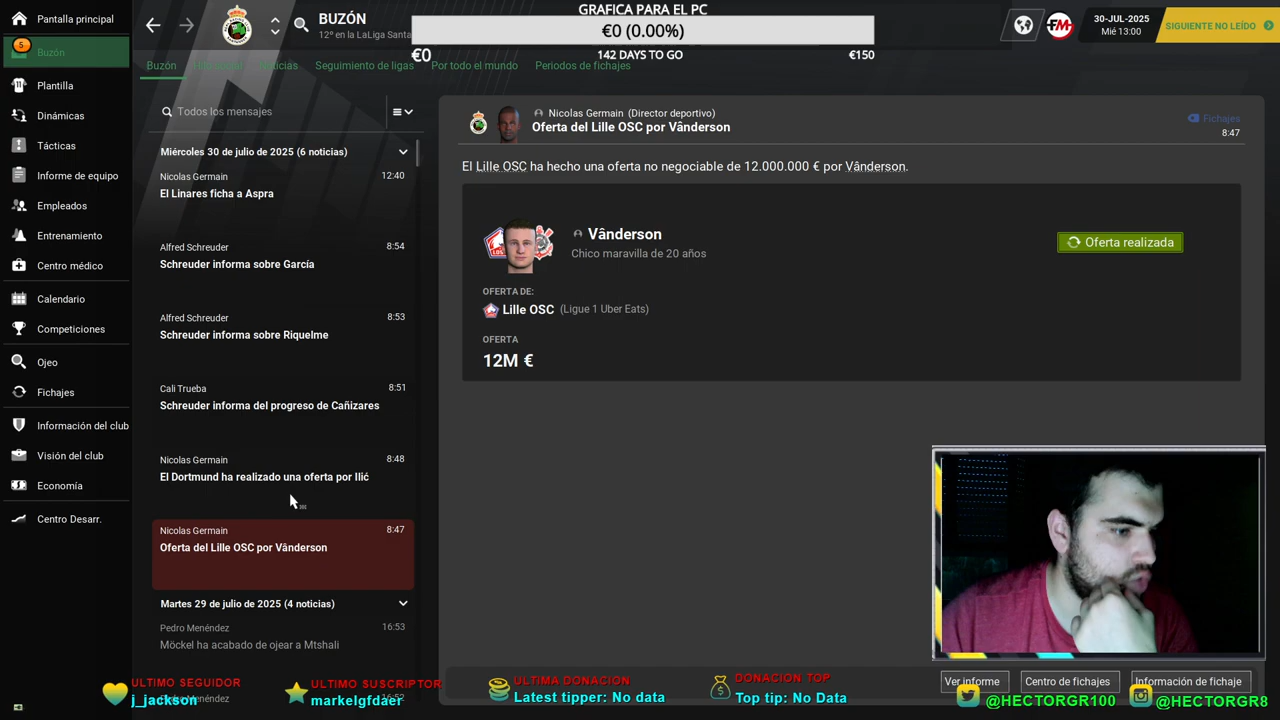 Pantalla principal
5
Buzón
Plantilla
Dinámicas
Tácticas
Informe de equipo
Empleados
Entrenamiento
Centro médico
Calendario
Competiciones
Ojeo
Fichajes
Información del club
Visión del club
Economía
Centro Desarr.
BUZÓN
12º en la LaLiga Santa
GRAFICA PARA EL PC
€0 (0.00%)
€0
142 DAYS TO GO
€150
FM
30-JUL-2025
Mié 13:00
SIGUIENTE NO LEÍDO
Buzón
Noticias
Seguimiento de ligas
Por todo el mundo
Periodos de fichajes
Todos los mensajes
Miércoles 30 de julio de 2025 (6 noticias)
Nicolas Germain 12:40
El Linares ficha a Aspra
Alfred Schreuder 8:54
Schreuder informa sobre García
Alfred Schreuder 8:53
Schreuder informa sobre Riquelme
Cali Trueba 8:51
Schreuder informa del progreso de Cañizares
Nicolas Germain 8:48
El Dortmund ha realizado una oferta por Ilić
Nicolas Germain 8:47
Oferta del Lille OSC por Vânderson
Martes 29 de julio de 2025 (4 noticias)
Pedro Menéndez 16:53
Möckel ha acabado de ojear a Mtshali
Menéndez 16:52
Nicolas Germain (Director deportivo)
Oferta del Lille OSC por Vânderson
Fichajes
8:47
El Lille OSC ha hecho una oferta no negociable de 12.000.000 € por Vânderson.
Vânderson
Chico maravilla de 20 años
Oferta realizada
OFERTA DE:
Lille OSC (Ligue 1 Uber Eats)
OFERTA
12M €
Ver informe
Centro de fichajes
Información de fichaje
ULTIMO SEGUIDOR
j_jackson
ULTIMO SUSCRIPTOR
markelgfdaer
ULTIMA DONACION
Latest tipper: No data
DONACION TOP
Top tip: No Data
@HECTORGR100
@HECTORGR8